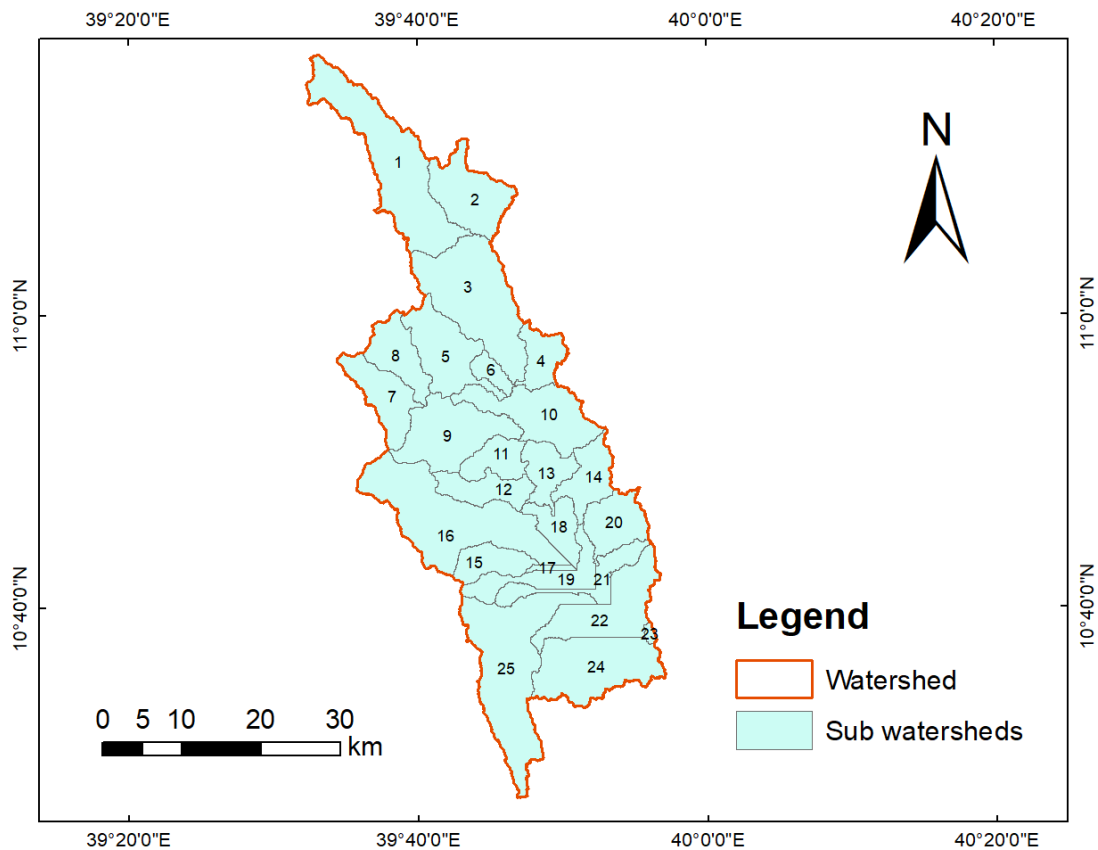 39°20'0"E 39°40'0"E 40°0'0"E 40°20'0"E
N
1
2
3
11°0'0"N 11°0'0"N
8 5 6 4
7
10
9
11
13 14
12
18 20
16
15 17
19 21
10°40'0"N 10°40'0"N
22
23
25 24
Legend
Watershed
Sub watersheds
0 5 10 20 30
km
39°20'0"E 39°40'0"E 40°0'0"E 40°20'0"E